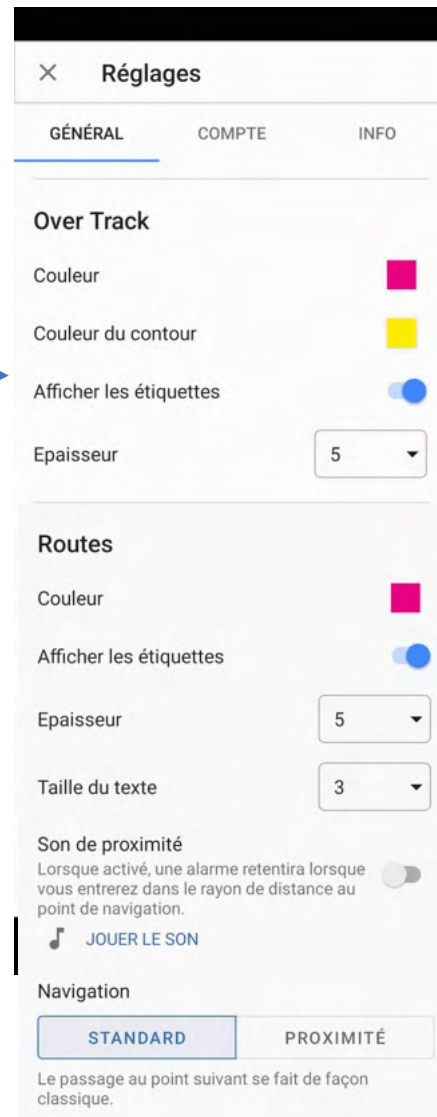 Réglages
GÉNÉRAL COMPTE INFO
Over Track
Couleur
Couleur du contour
Afficher les étiquettes
Epaisseur 5
Routes
Couleur
Afficher les étiquettes
Epaisseur 5
Taille du texte 3
Son de proximité
Lorsque activé, une alarme retentira lorsque
vous entrerez dans le rayon de distance au
point de navigation.
JOUER LE SON
Navigation
STANDARD PROXIMITÉ
Le passage au point suivant se fait de façon
classique.